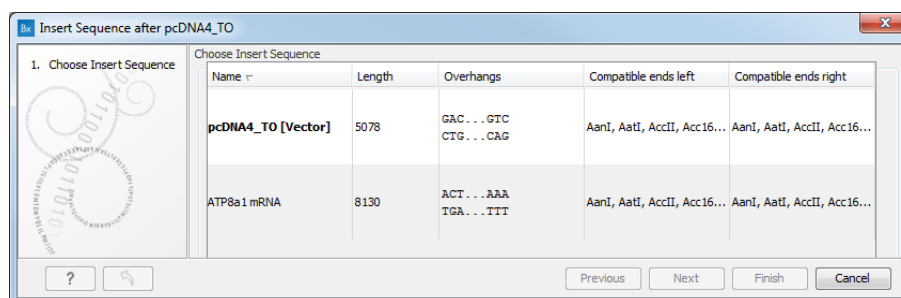 Bx Insert Sequence after pcDNA4_TO
X
1. Choose Insert Sequence
Choose Insert Sequence
Name Length Overhangs Compatible ends left Compatible ends right
pcDNA4_TO [Vector] 5078 GAC...GTC AanI, AatI, AccII, Acc16... AanI, AatI, AccII, Acc16...
CTG...CAG
ATP8a1 mRNA 8130 ACT...AAA AanI, AatI, AccII, Acc16... AanI, AatI, AccII, Acc16...
TGA...TTT
? Previous Next Finish Cancel